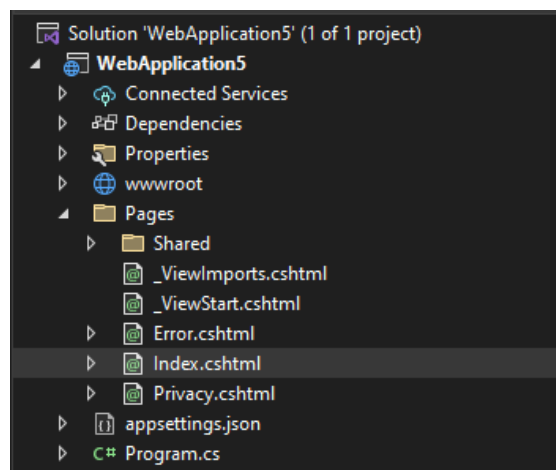 Solution 'WebApplication5' (1 of 1 project)
WebApplication5
Connected Services
Dependencies
Properties
wwwroot
Pages
Shared
_ViewImports.cshtml
_ViewStart.cshtml
Error.cshtml
Index.cshtml
Privacy.cshtml
appsettings.json
C# Program.cs